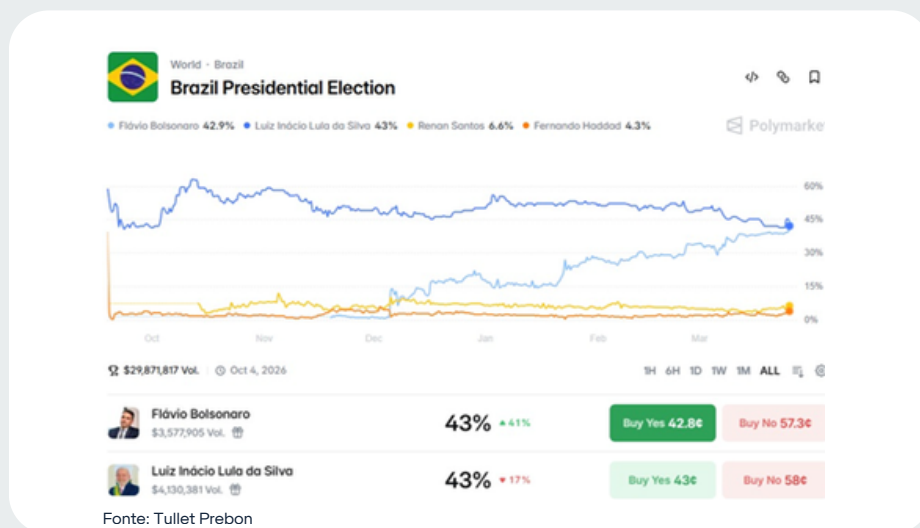 World · Brazil
Brazil Presidential Election
Flávio Bolsonaro 42.9% Luiz Inácio Lula da Silva 43% Renan Santos 6.6% Fernando Haddad 4.3%
Polymarke
60%
45%
30%
15%
0%
Oct Nov Dec Jan Feb Mar
$29,871,817 Vol. Oct 4, 2026
1H 6H 1D 1W 1M ALL
Flávio Bolsonaro
$3,577,905 Vol.
43% ▲41%
Buy Yes 42.8¢ Buy No 57.3¢
Luiz Inácio Lula da Silva
$4,130,381 Vol.
43% ▼17%
Buy Yes 43¢ Buy No 58¢
Fonte: Tullet Prebon